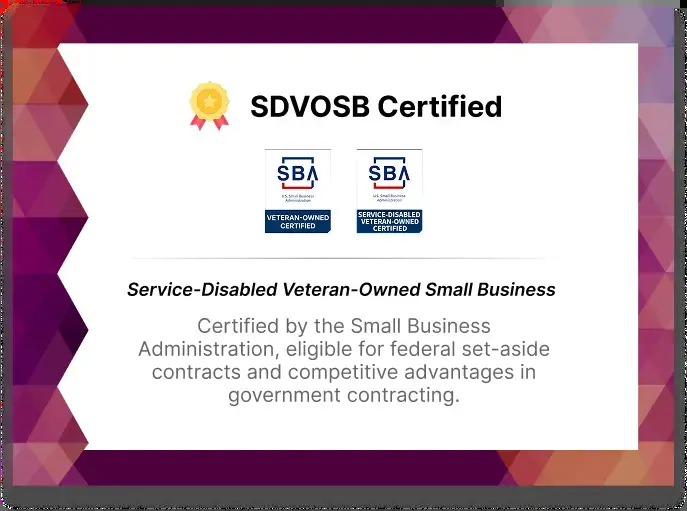 SDVOSB Certified
SBA
U.S. Small Business
Administration
VETERAN-OWNED
CERTIFIED
SBA
U.S. Small Business
Administration
SERVICE-DISABLED
VETERAN-OWNED
CERTIFIED
Service-Disabled Veteran-Owned Small Business
Certified by the Small Business
Administration, eligible for federal set-aside
contracts and competitive advantages in
government contracting.